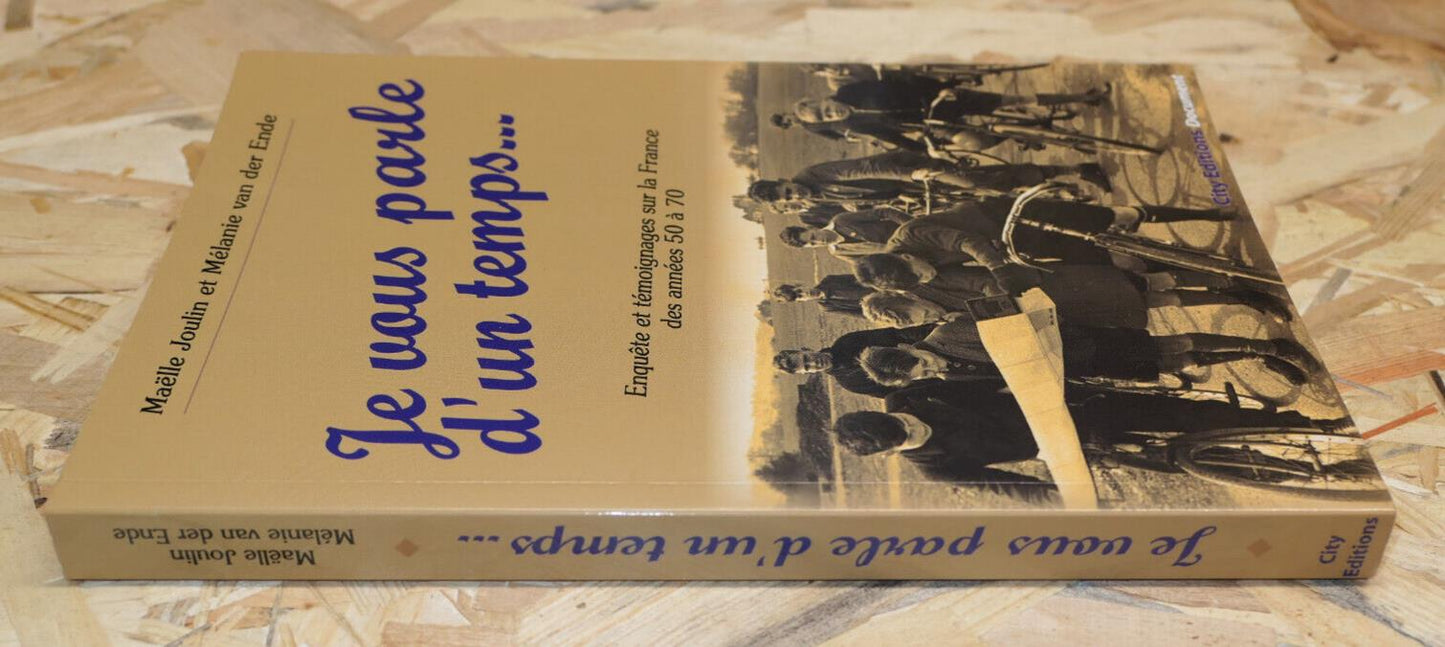 Maëlle Joulin et Mélanie van der Ende
Je vous parle
d'un temps...
Enquête et témoignages sur la France
des années 50 à 70
City Editions Document
Maëlle Joulin
Mélanie van der Ende
Je vous parle d'un temps...
City
Editions